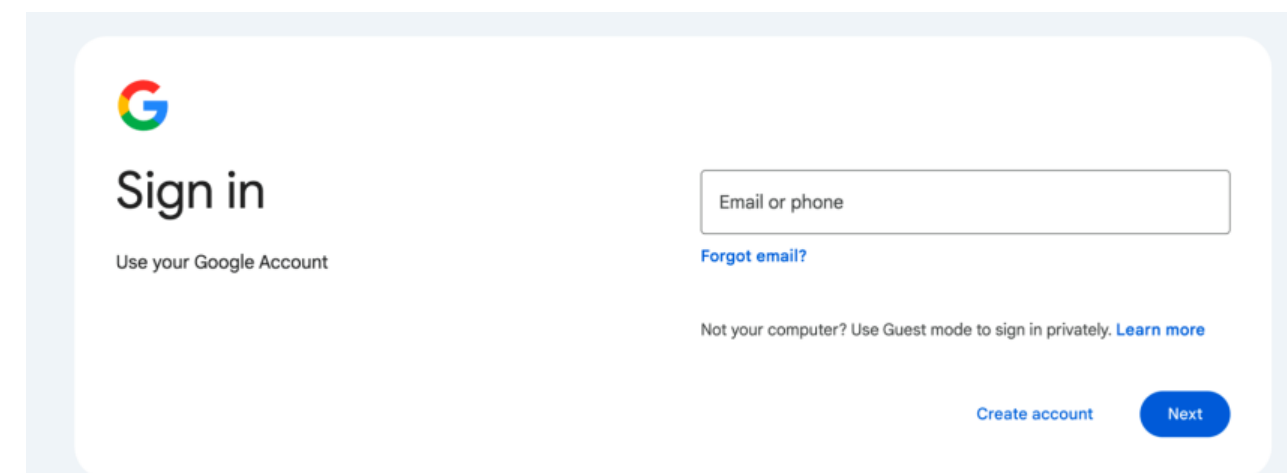 Sign in
Use your Google Account
Email or phone
Forgot email?
Not your computer? Use Guest mode to sign in privately. Learn more
Create account
Next